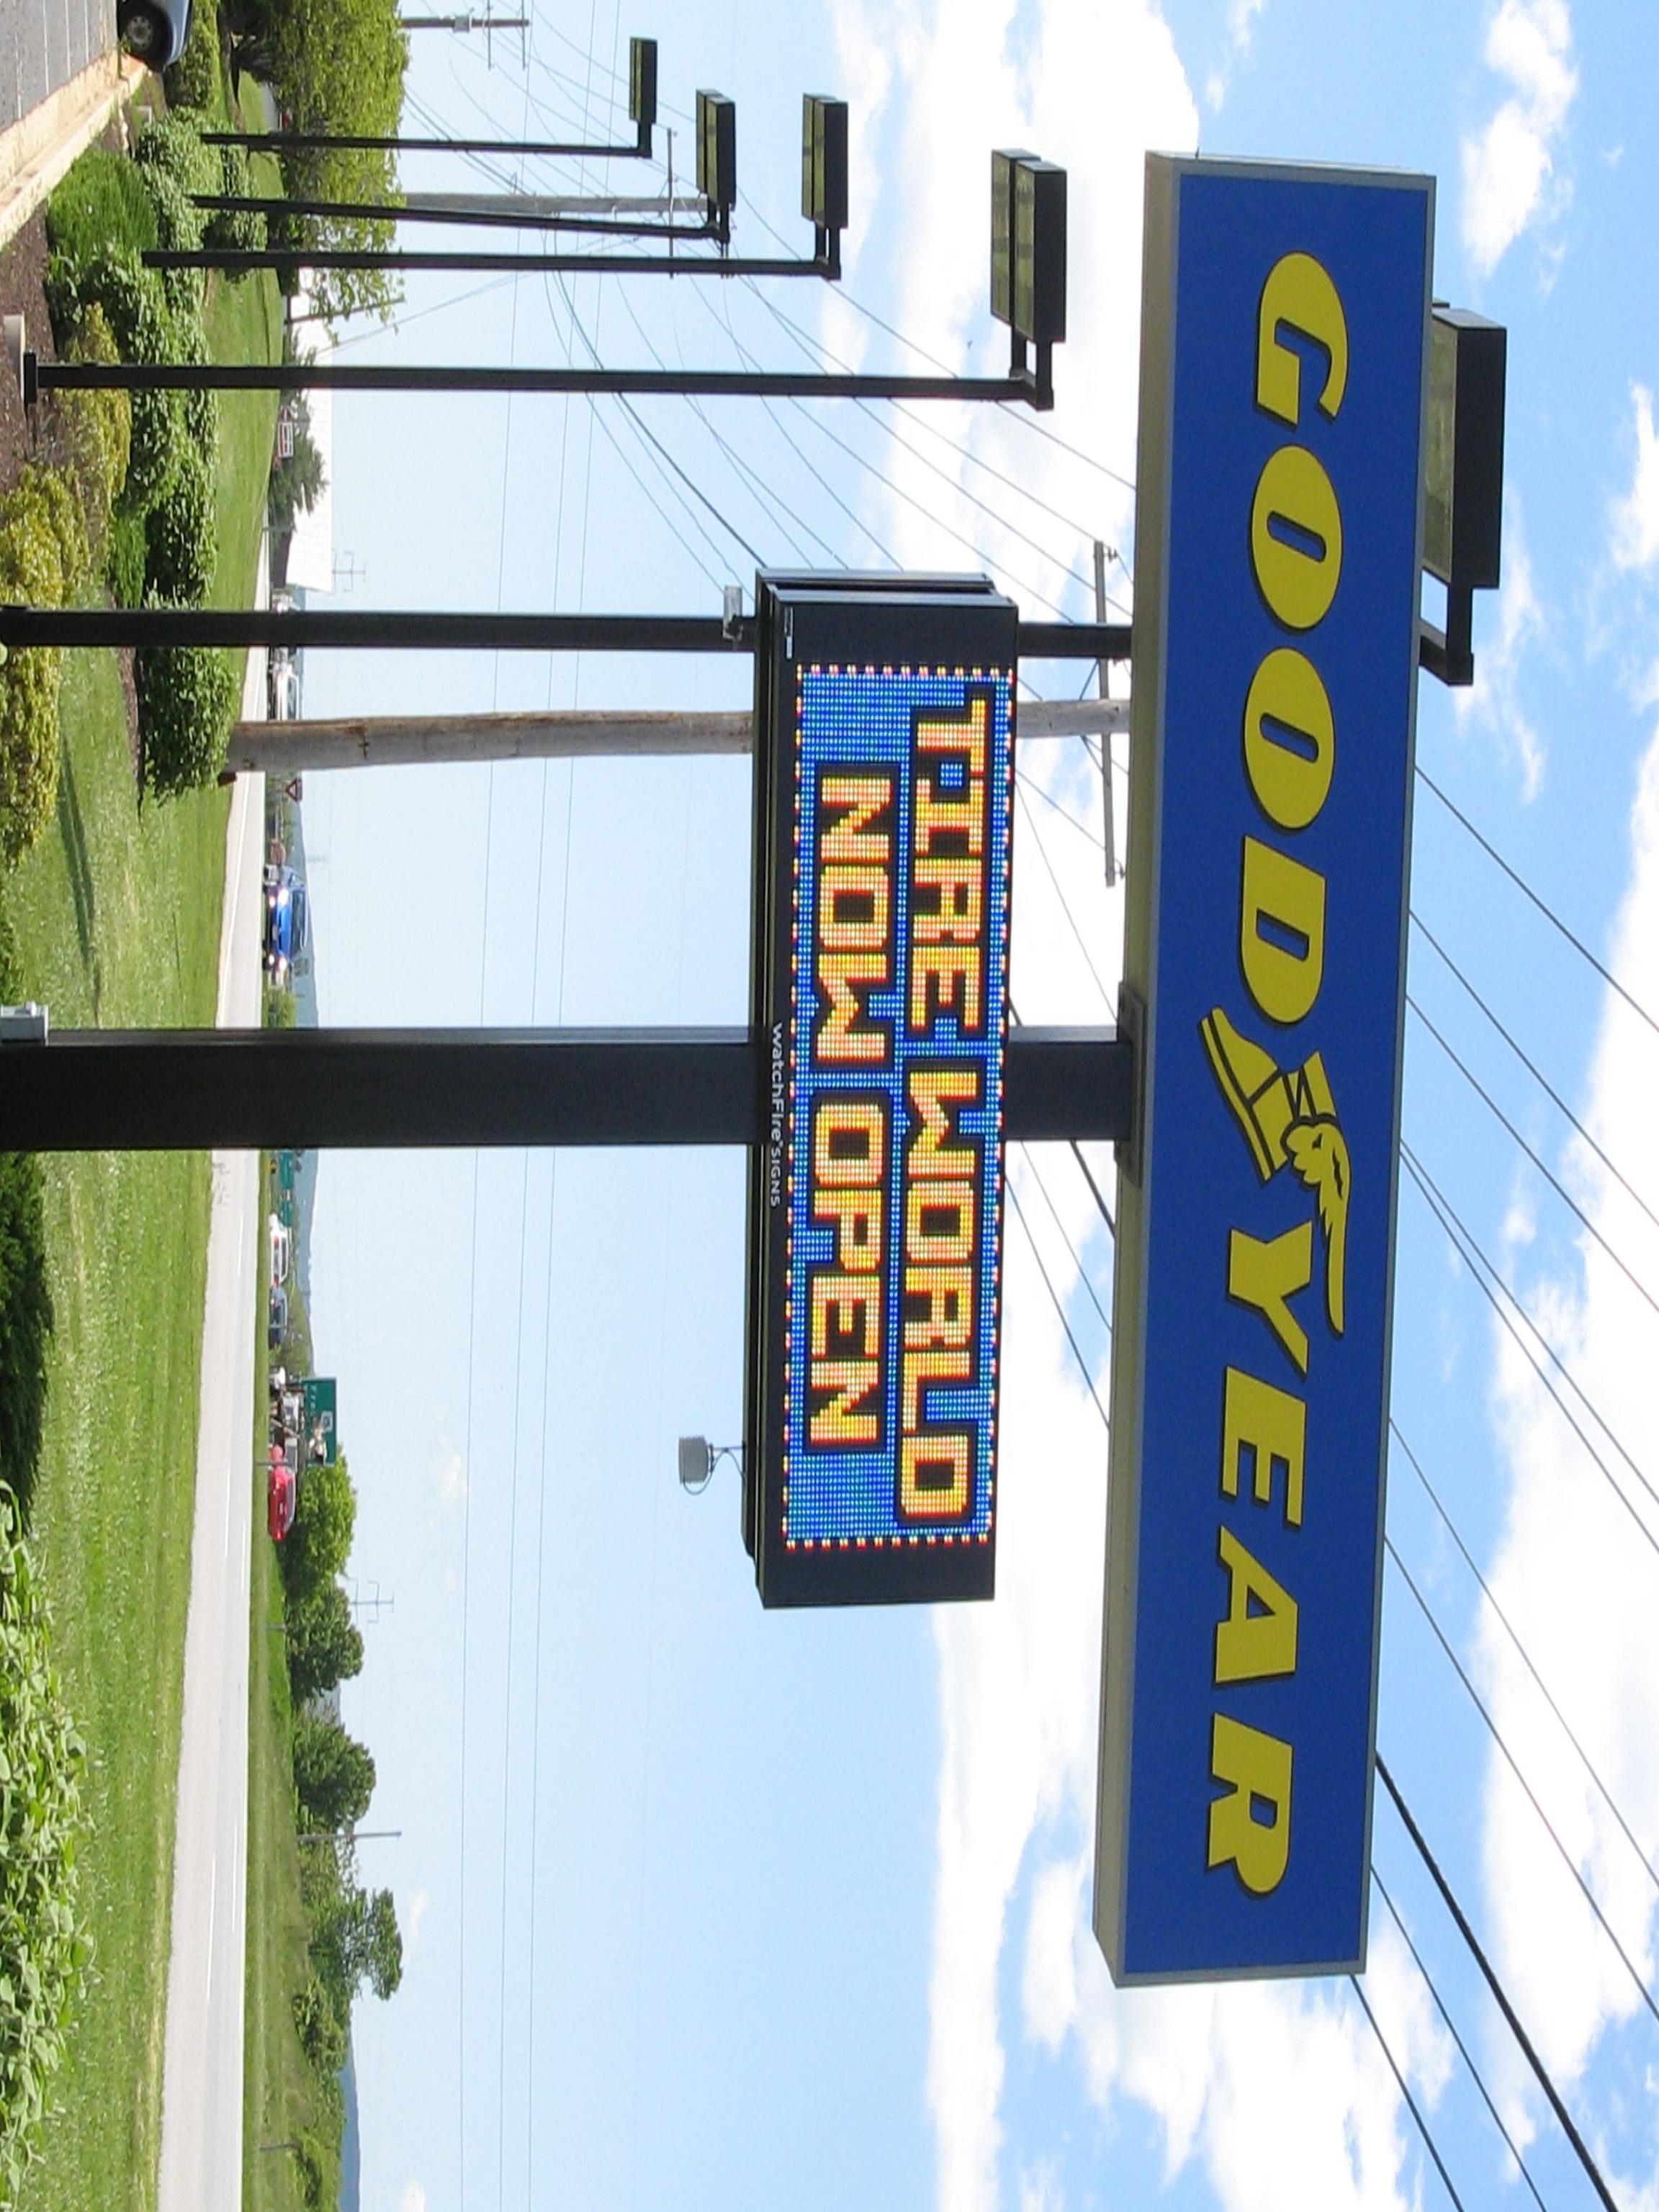 GOODYEAR
TIRE WORLD
NOW OPEN
watchfire SIGNS